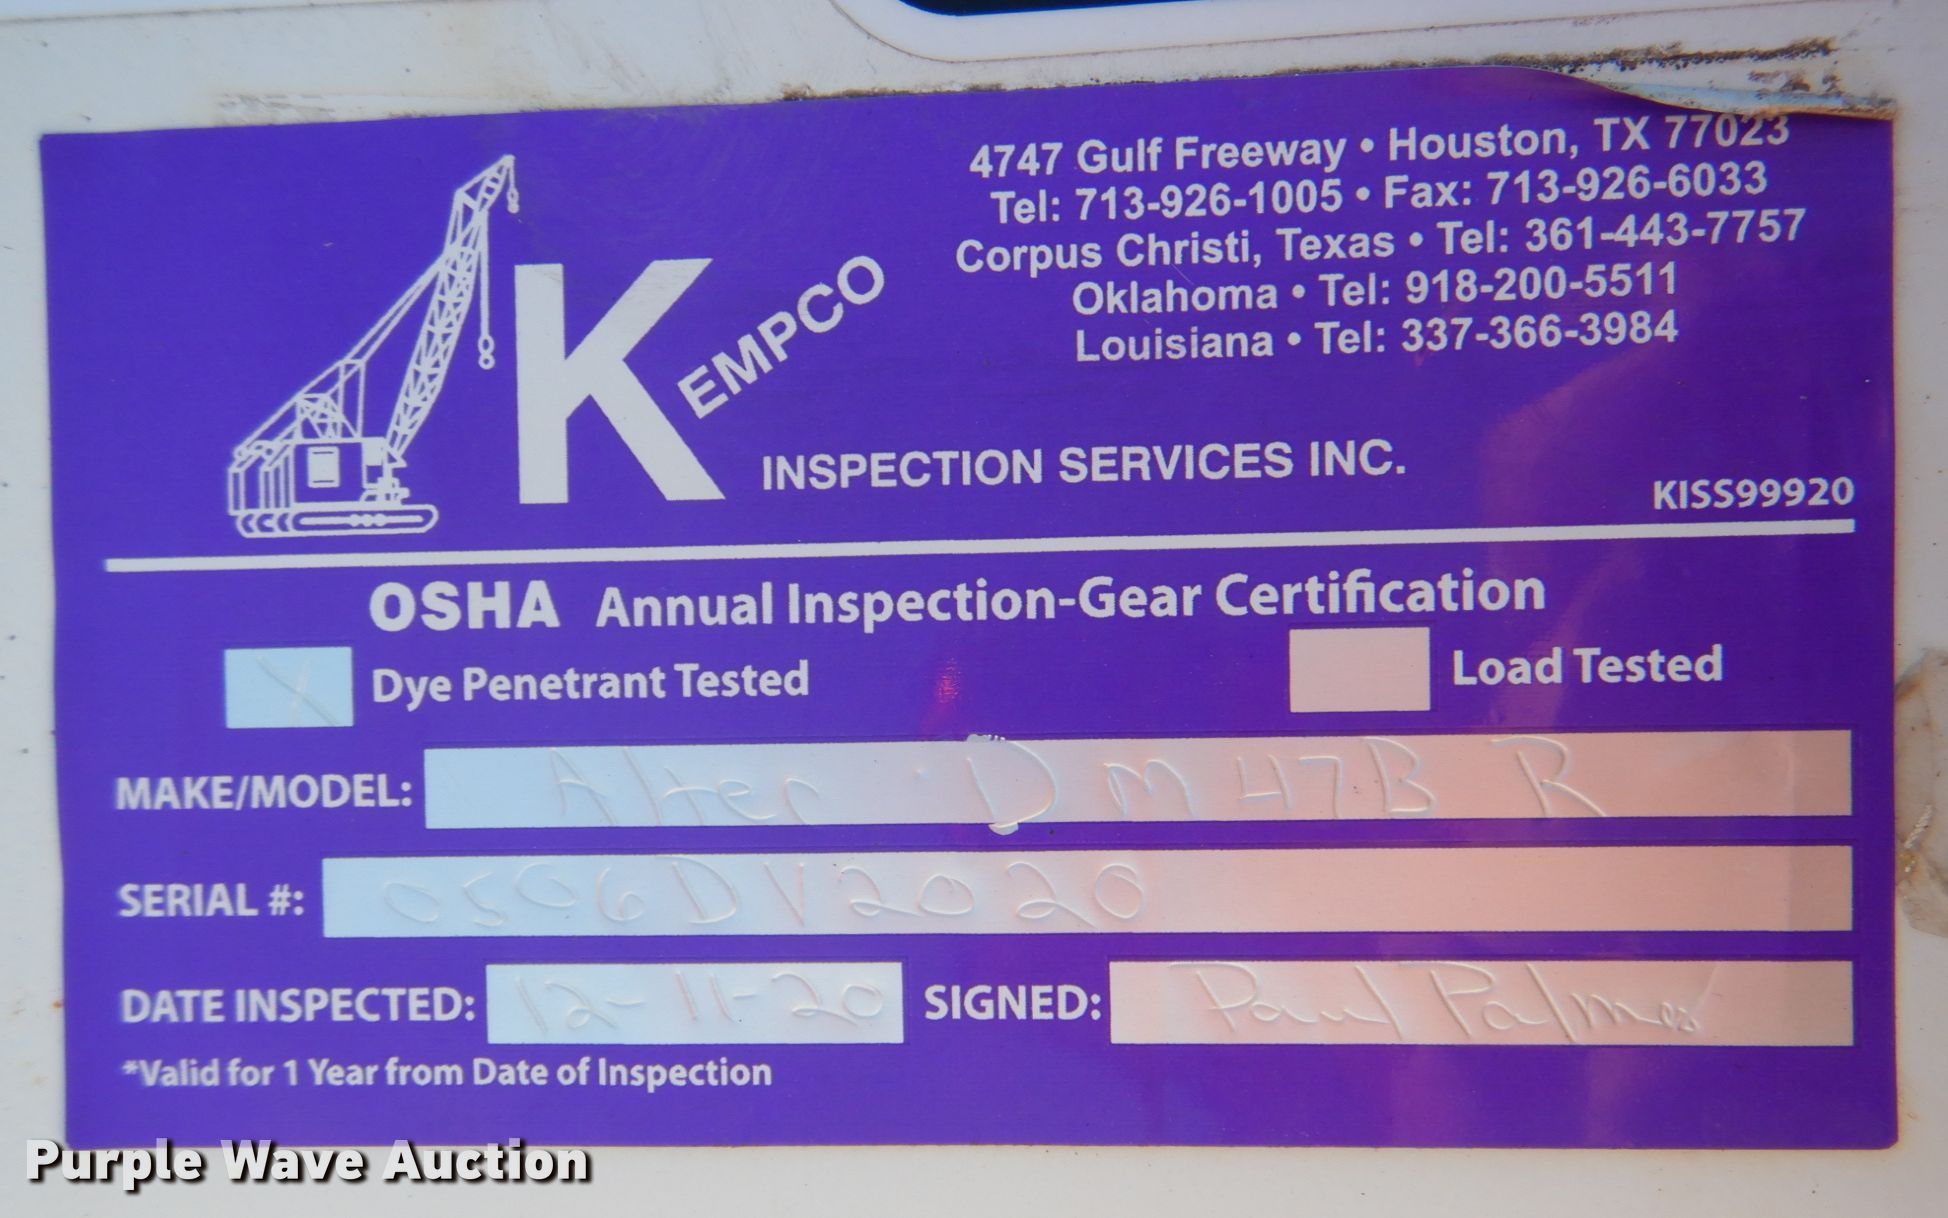 4747 Gulf Freeway • Houston, TX 77023
Tel: 713-926-1005 • Fax: 713-926-6033
Corpus Christi, Texas • Tel: 361-443-7757
Oklahoma • Tel: 918-200-5511
Louisiana • Tel: 337-366-3984
KEMPCO
INSPECTION SERVICES INC.
KISS99920
OSHA Annual Inspection-Gear Certification
X Dye Penetrant Tested
Load Tested
MAKE/MODEL: Alter DM47B R
SERIAL #: 0506DV2020
DATE INSPECTED: 12-11-20 SIGNED: Paul Palmer
*Valid for 1 Year from Date of Inspection
Purple Wave Auction